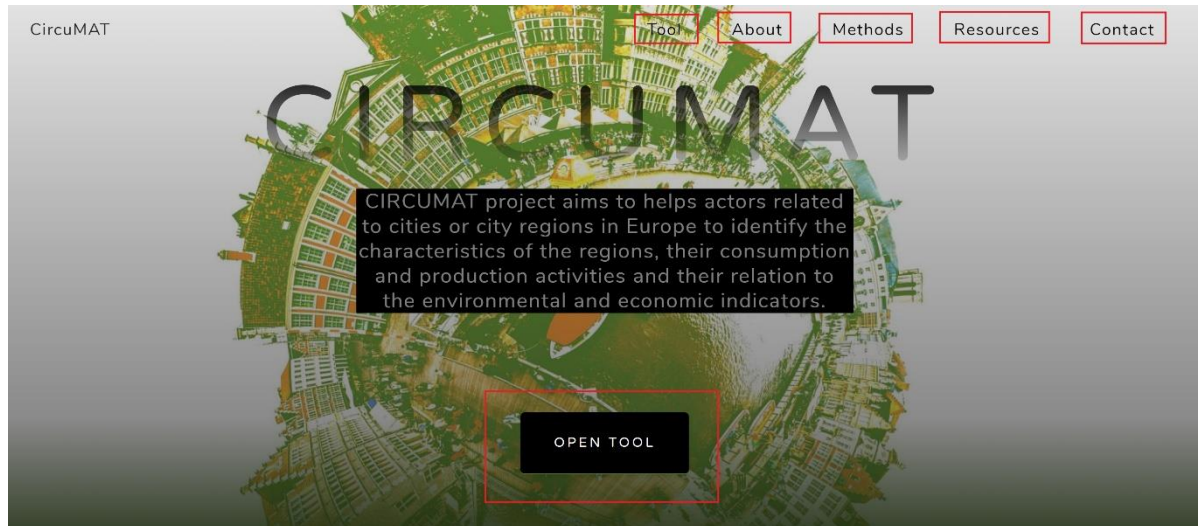 CircuMAT
Tool About Methods Resources Contact
CIRCUMAT
CIRCUMAT project aims to helps actors related
to cities or city regions in Europe to identify the
characteristics of the regions, their consumption
and production activities and their relation to
the environmental and economic indicators.
OPEN TOOL